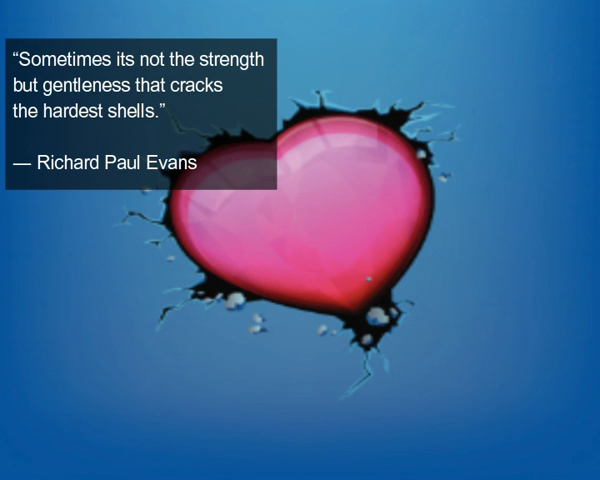 “Sometimes its not the strength
but gentleness that cracks
the hardest shells.”
— Richard Paul Evans